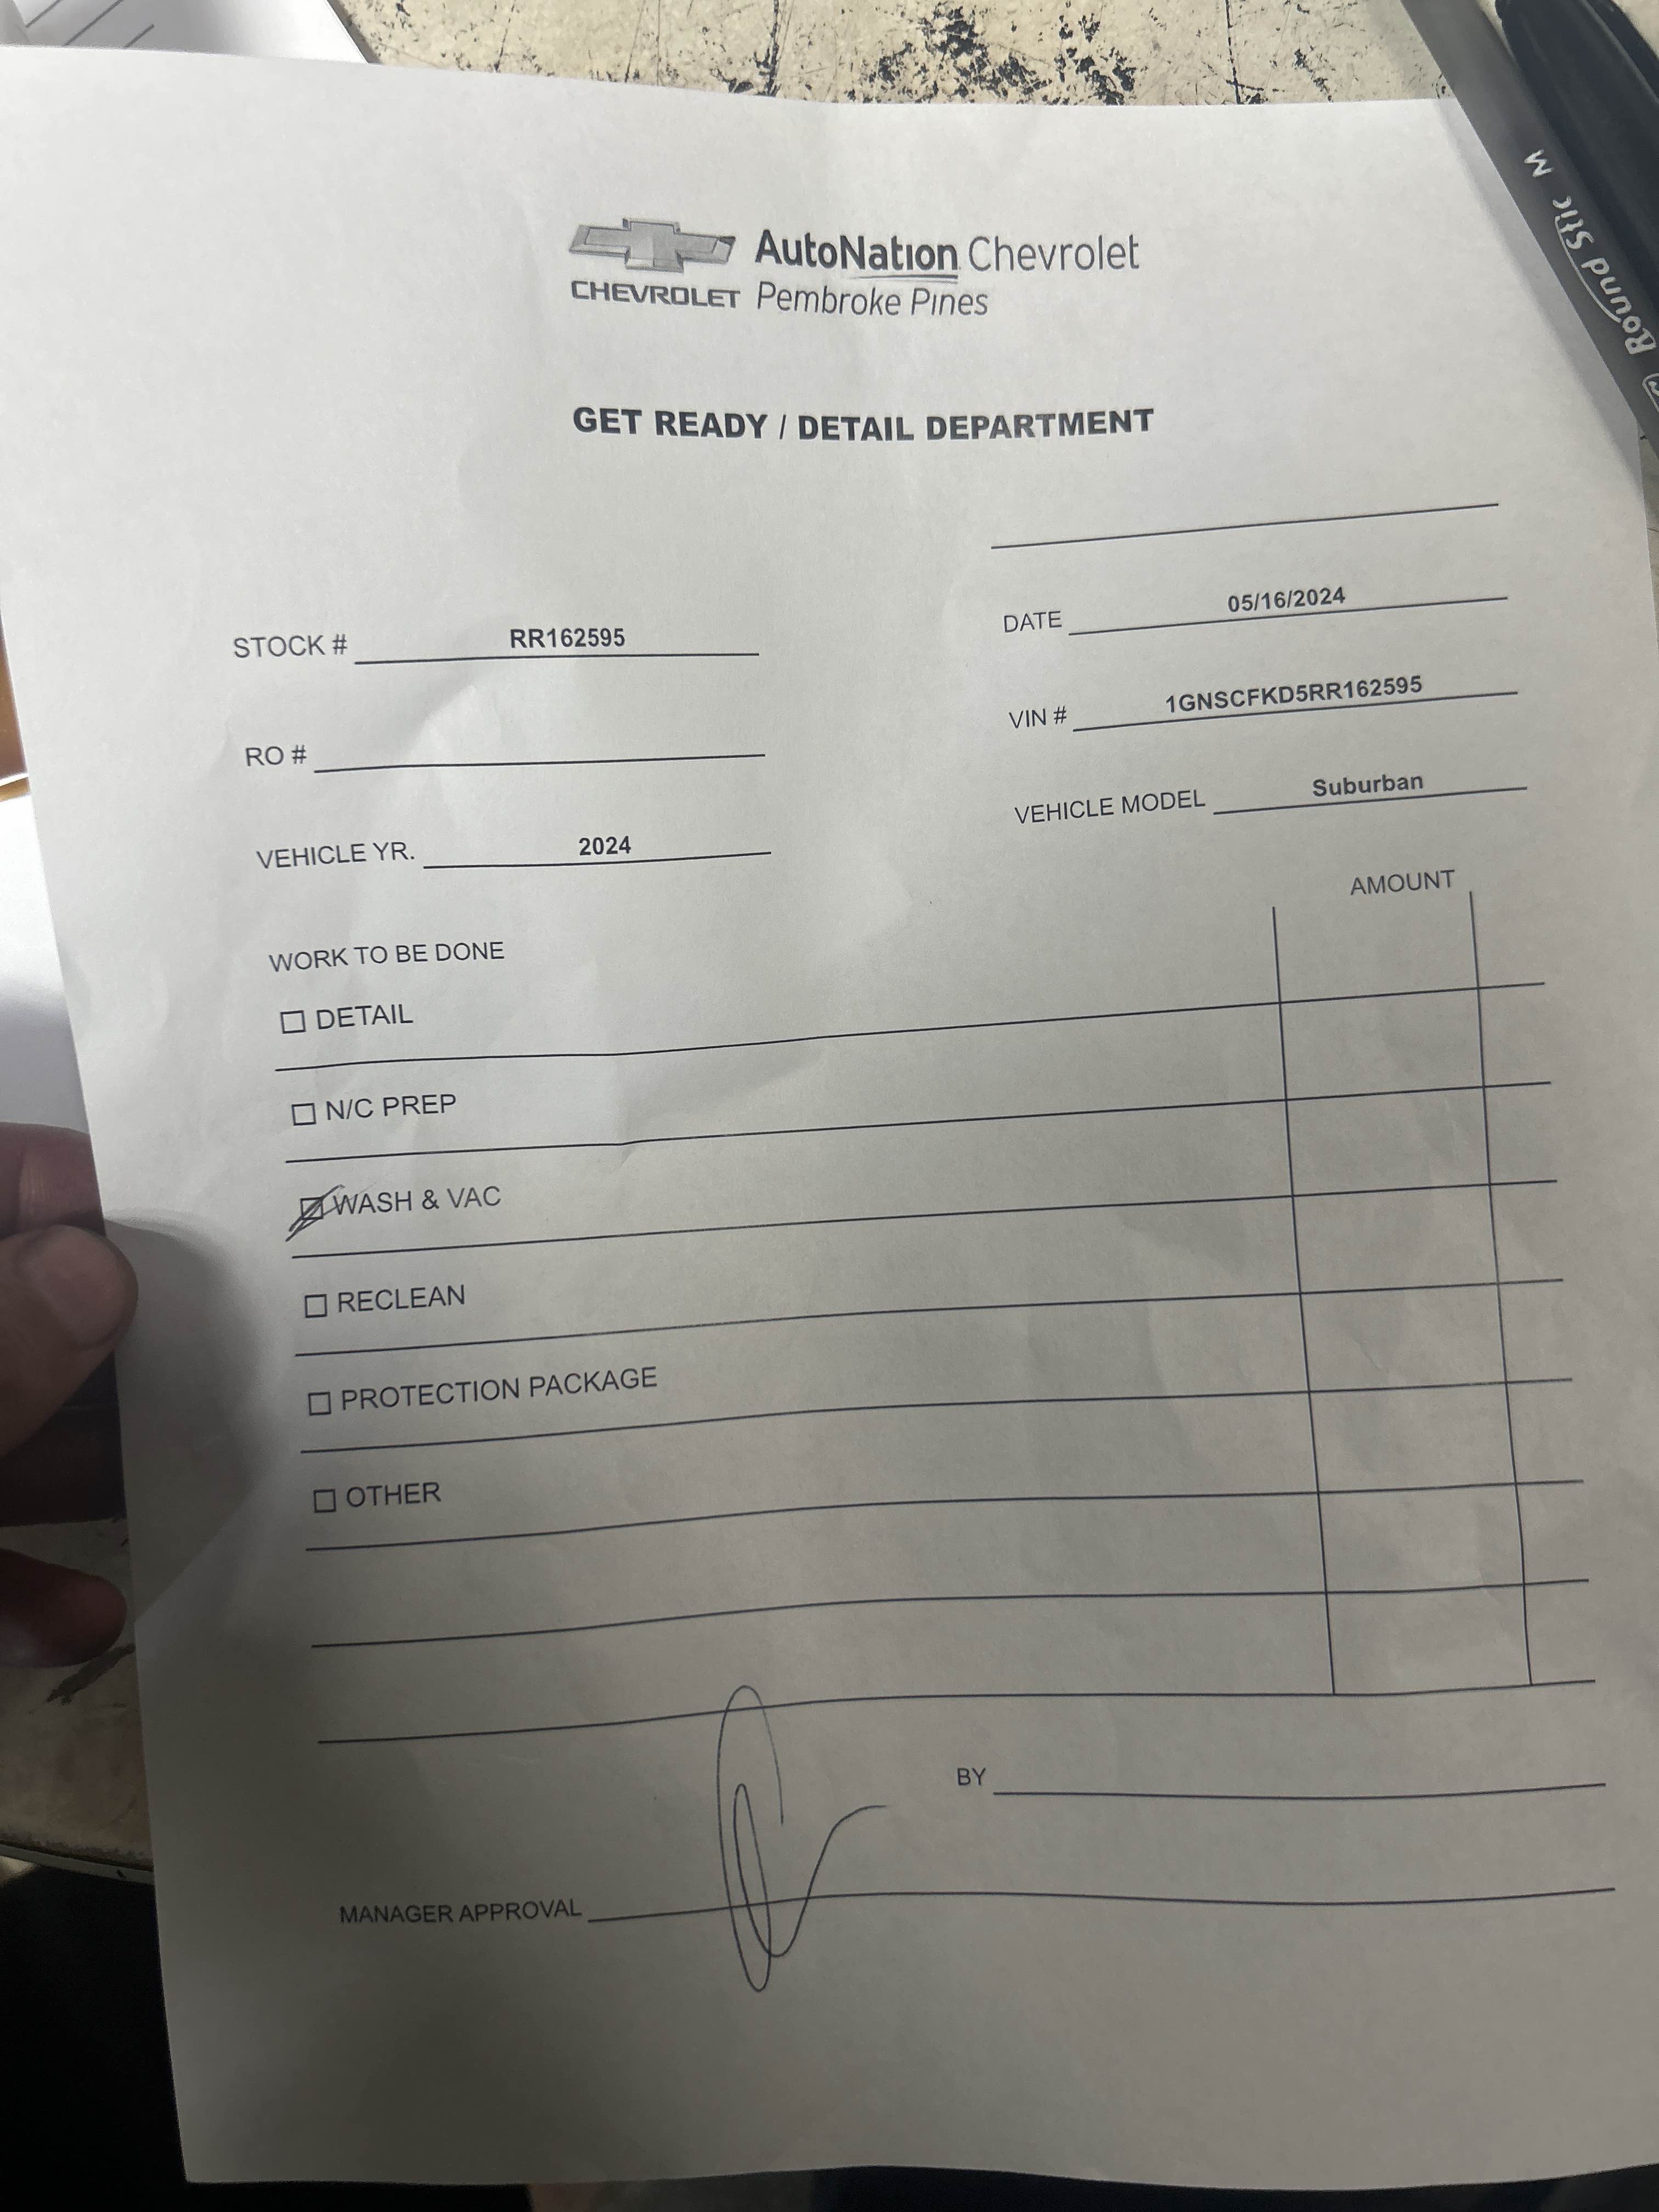 AutoNation Chevrolet
CHEVROLET Pembroke Pines
GET READY / DETAIL DEPARTMENT
DATE 05/16/2024
STOCK # RR162595
VIN # 1GNSCFKD5RR162595
RO #
VEHICLE MODEL Suburban
VEHICLE YR. 2024
AMOUNT
WORK TO BE DONE
DETAIL
N/C PREP
WASH & VAC
RECLEAN
PROTECTION PACKAGE
OTHER
BY
MANAGER APPROVAL
Round Stic M